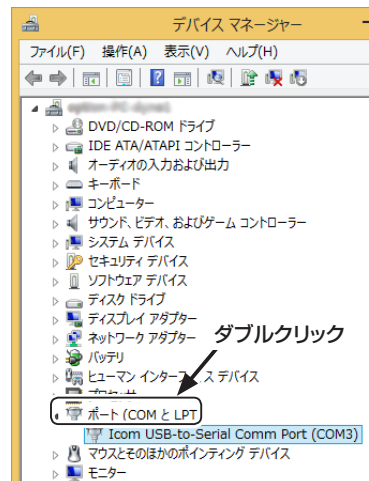 デバイス マネージャー
ファイル(F) 操作(A) 表示(V) ヘルプ(H)
DVD/CD-ROM ドライブ
IDE ATA/ATAPI コントローラー
オーディオの入力および出力
キーボード
コンピューター
サウンド、ビデオ、およびゲーム コントローラー
システム デバイス
セキュリティ デバイス
ソフトウェア デバイス
ディスク ドライブ
ディスプレイ アダプター
ネットワーク アダプター
ダブルクリック
バッテリ
ヒューマン インターフェイス デバイス
プロセッサ
ポート (COM と LPT
Icom USB-to-Serial Comm Port (COM3)
マウスとそのほかのポインティング デバイス
モニター